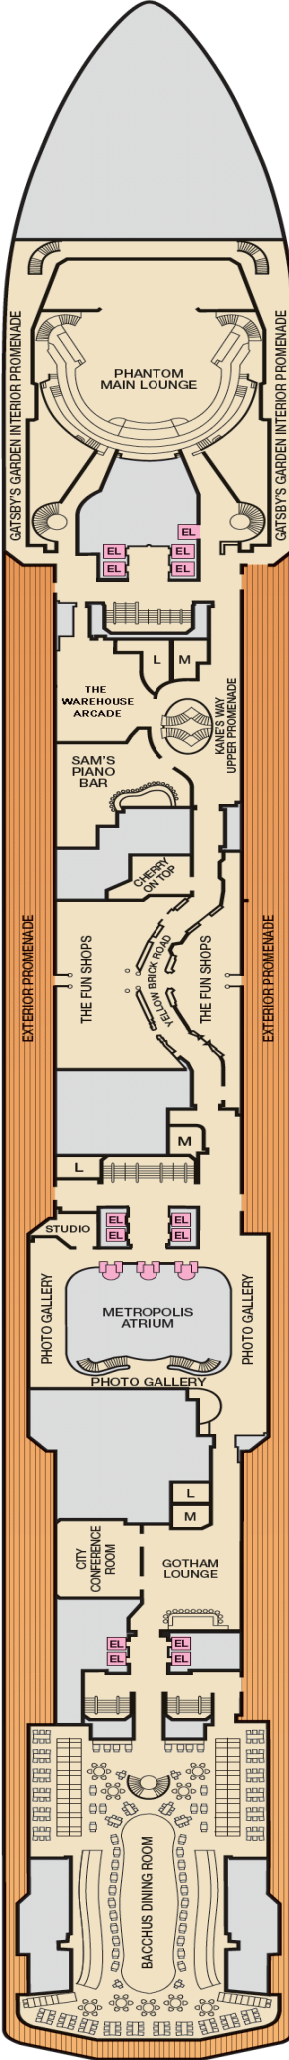 GATSBY'S GARDEN INTERIOR PROMENADE
PHANTOM
MAIN LOUNGE
GATSBY'S GARDEN INTERIOR PROMENADE
EL
EL
EL
EL
EL
L
M
THE
WAREHOUSE
ARCADE
KANE'S WAY
UPPER PROMENADE
SAM'S
PIANO
BAR
CHERRY
ON TOP
EXTERIOR PROMENADE
THE FUN SHOPS
YELLOW BRICK ROAD
THE FUN SHOPS
EXTERIOR PROMENADE
M
L
EL
EL
EL
EL
STUDIO
PHOTO GALLERY
METROPOLIS
ATRIUM
PHOTO GALLERY
PHOTO GALLERY
L
M
CITY
CONFERENCE
ROOM
GOTHAM
LOUNGE
EL
EL
EL
EL
BACCHUS DINING ROOM